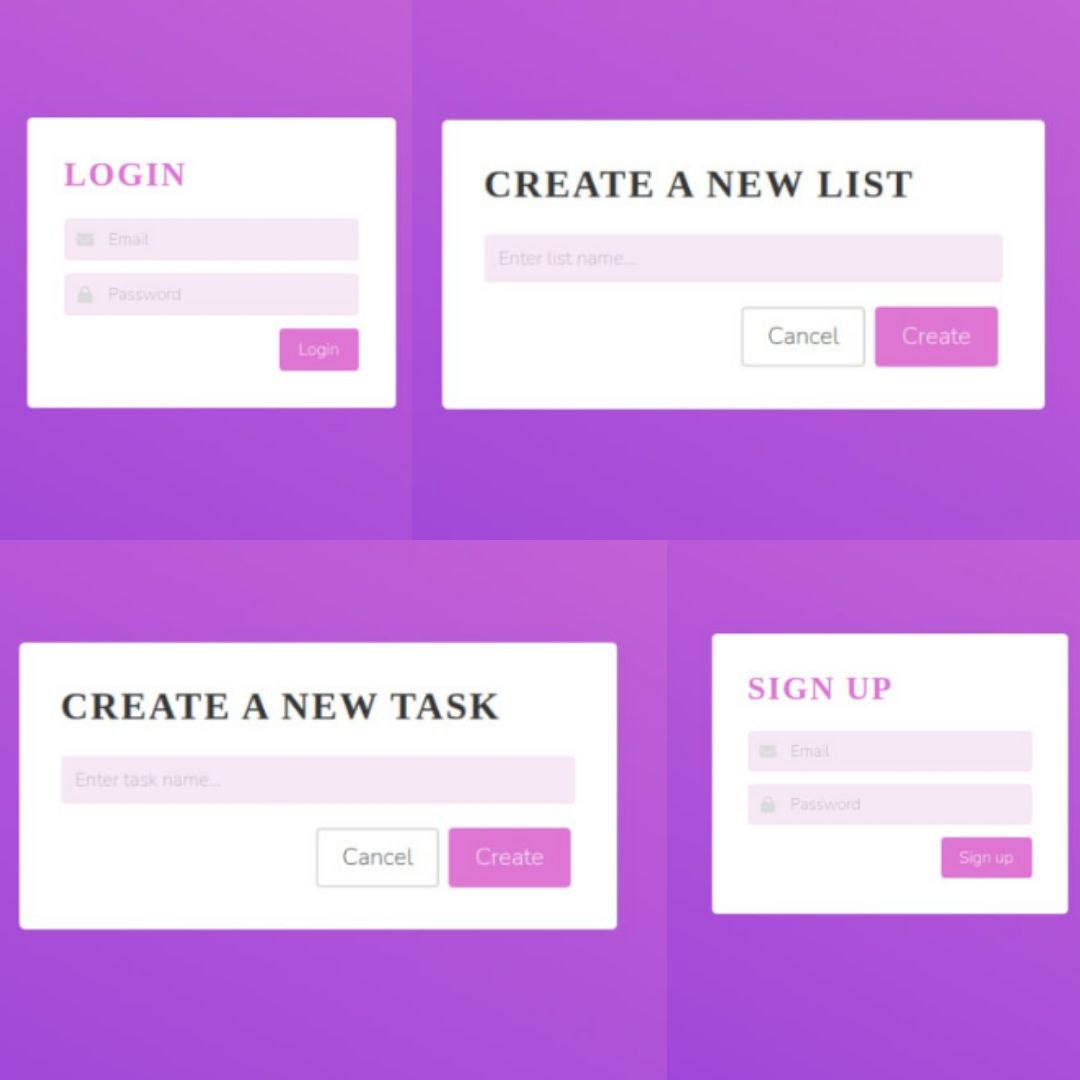 LOGIN
Email
Password
Login
CREATE A NEW LIST
Enter list name...
Cancel Create
CREATE A NEW TASK
Enter task name...
Cancel Create
SIGN UP
Email
Password
Sign up